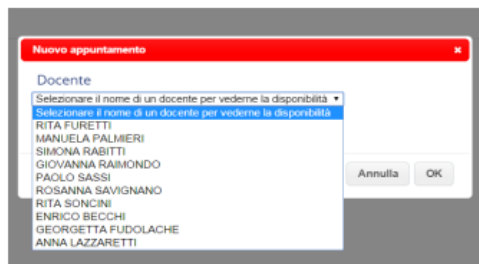 Nuovo appuntamento ×
Docente
Selezionare il nome di un docente per vederne la disponibilità
Selezionare il nome di un docente per vederne la disponibilità
RITA FURETTI
MANUELA PALMIERI
SIMONA RABITTI
GIOVANNA RAIMONDO
PAOLO SASSI
ROSANNA SAVIGNANO
RITA SONCINI
ENRICO BECCHI
GEORGETTA FUDOLACHE
ANNA LAZZARETTI
Annulla OK